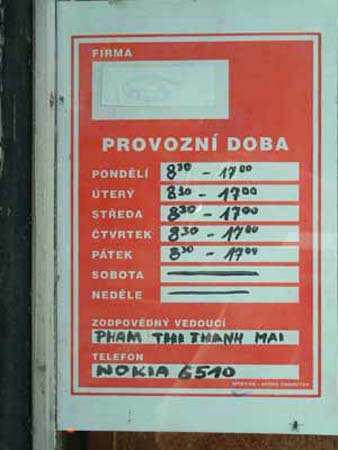 FIRMA
PROVOZNÍ DOBA
PONDĚLÍ 8³⁰ - 17⁰⁰
ÚTERÝ 8³⁰ - 17⁰⁰
STŘEDA 8³⁰ - 17⁰⁰
ČTVRTEK 8³⁰ - 17⁰⁰
PÁTEK 8³⁰ - 17⁰⁰
SOBOTA
NEDĚLE
ZODPOVĚDNÝ VEDOUCÍ
PHAM THI THANH MAI
TELEFON
NOKIA 6510